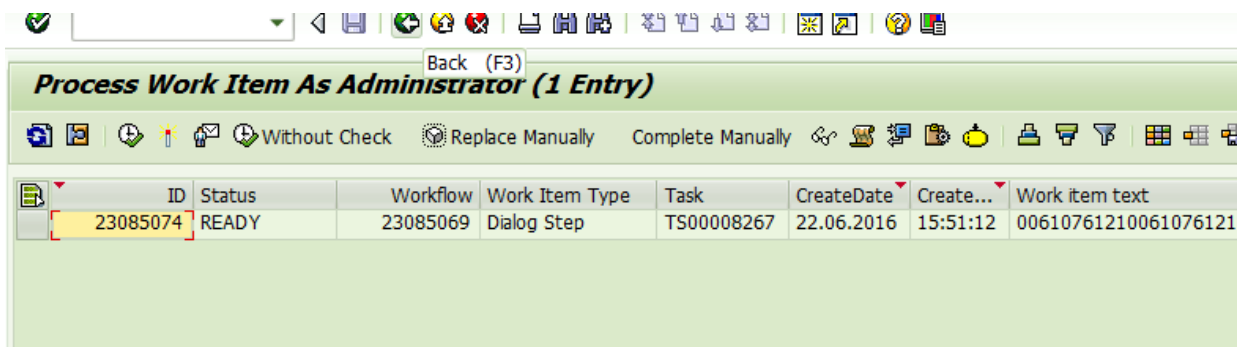 Back (F3)
Process Work Item As Administrator (1 Entry)
Without Check Replace Manually Complete Manually
ID Status Workflow Work Item Type Task CreateDate Create... Work item text
23085074 READY 23085069 Dialog Step TS00008267 22.06.2016 15:51:12 00610761210061076121